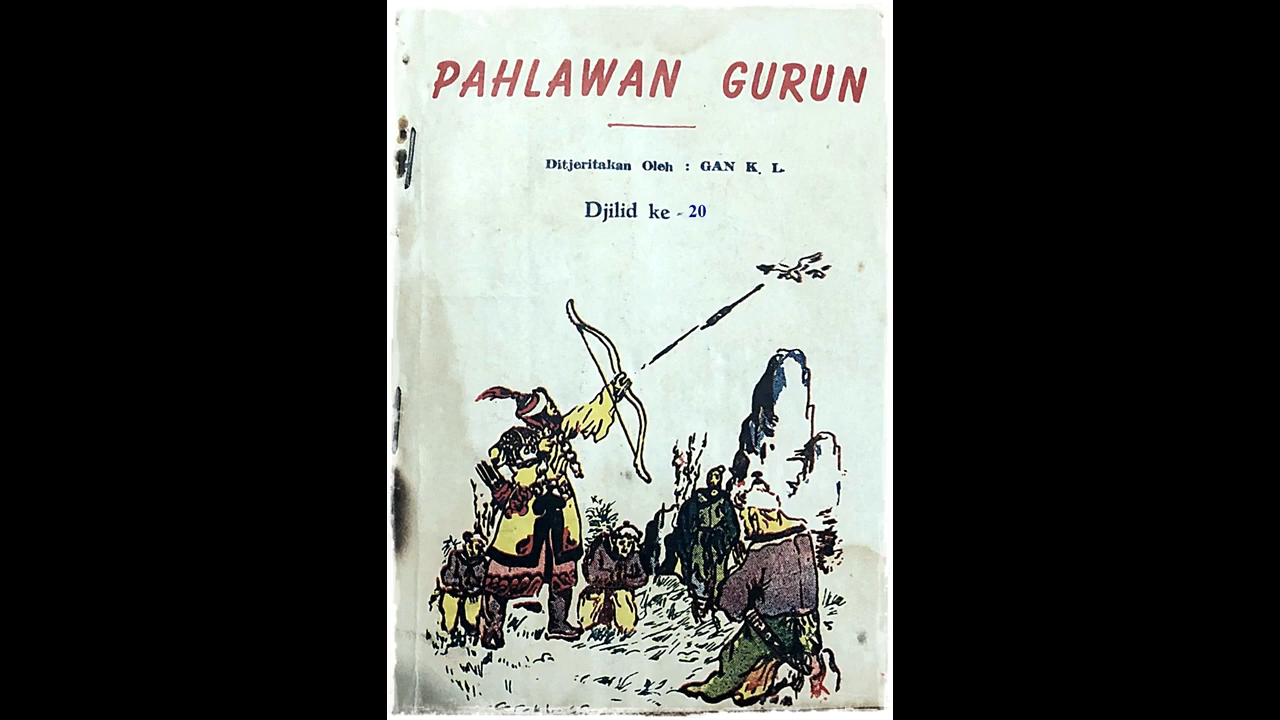 PAHLAWAN GURUN
Ditjeritakan Oleh : GAN K. L.
Djilid ke - 20